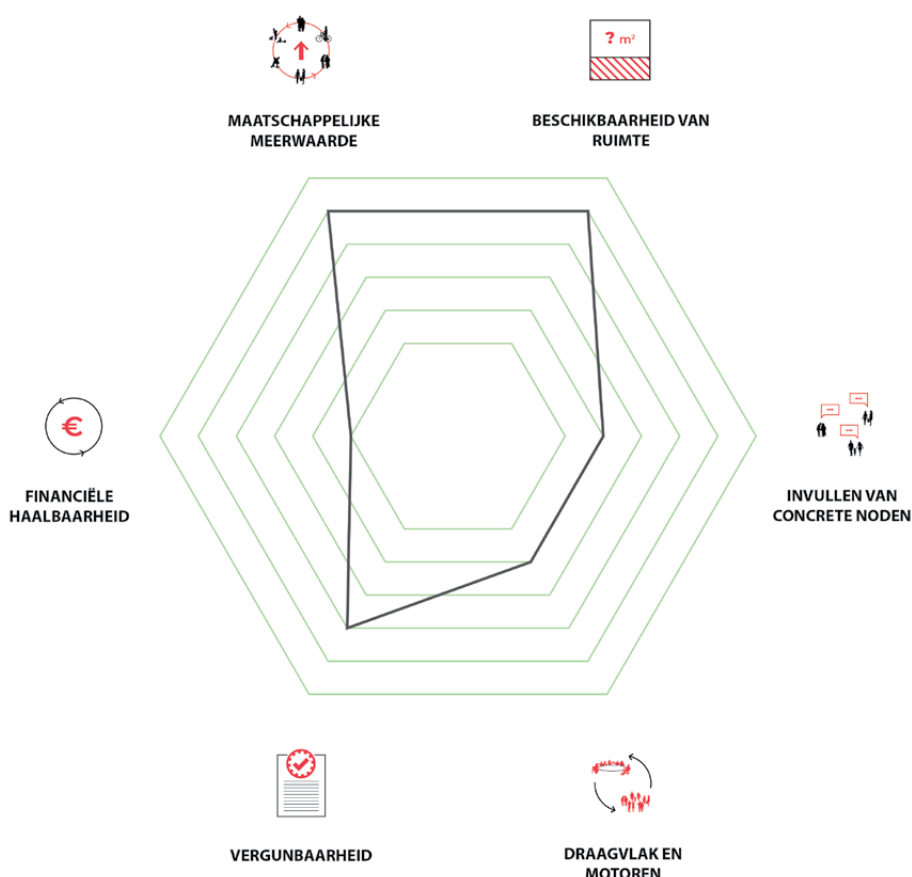 ? m²
MAATSCHAPPELIJKE
MEERWAARDE
BESCHIKBAARHEID VAN
RUIMTE
€
FINANCIËLE
HAALBAARHEID
INVULLEN VAN
CONCRETE NODEN
VERGUNBAARHEID
DRAAGVLAK EN
MOTOREN